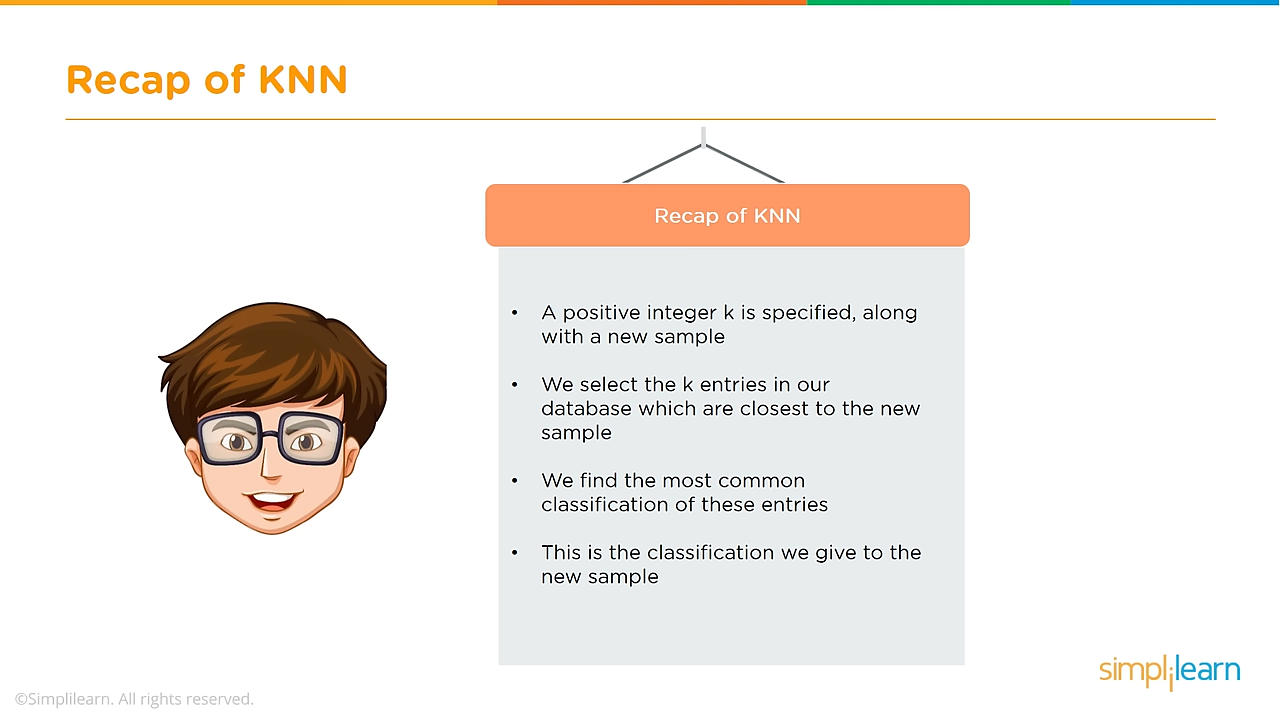 Recap of KNN
Recap of KNN
• A positive integer k is specified, along
with a new sample
• We select the k entries in our
database which are closest to the new
sample
• We find the most common
classification of these entries
• This is the classification we give to the
new sample
simplilearn
©Simplilearn. All rights reserved.